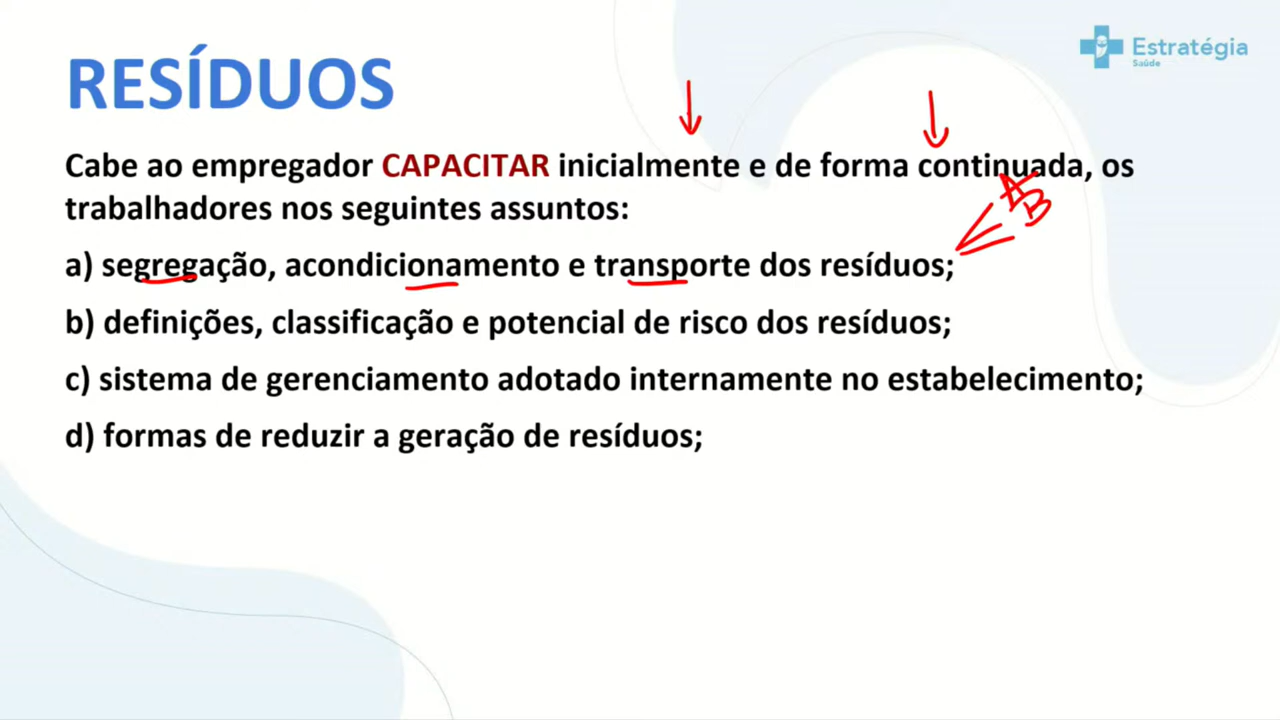 RESÍDUOS
Estratégia
Saúde
Cabe ao empregador CAPACITAR inicialmente e de forma continuada, os
trabalhadores nos seguintes assuntos:
A
B
a) segregação, acondicionamento e transporte dos resíduos;
b) definições, classificação e potencial de risco dos resíduos;
c) sistema de gerenciamento adotado internamente no estabelecimento;
d) formas de reduzir a geração de resíduos;